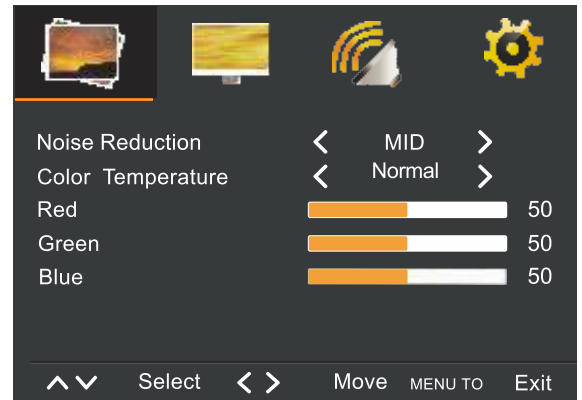 Noise Reduction MID
Color Temperature Normal
Red 50
Green 50
Blue 50
Select Move MENU TO Exit